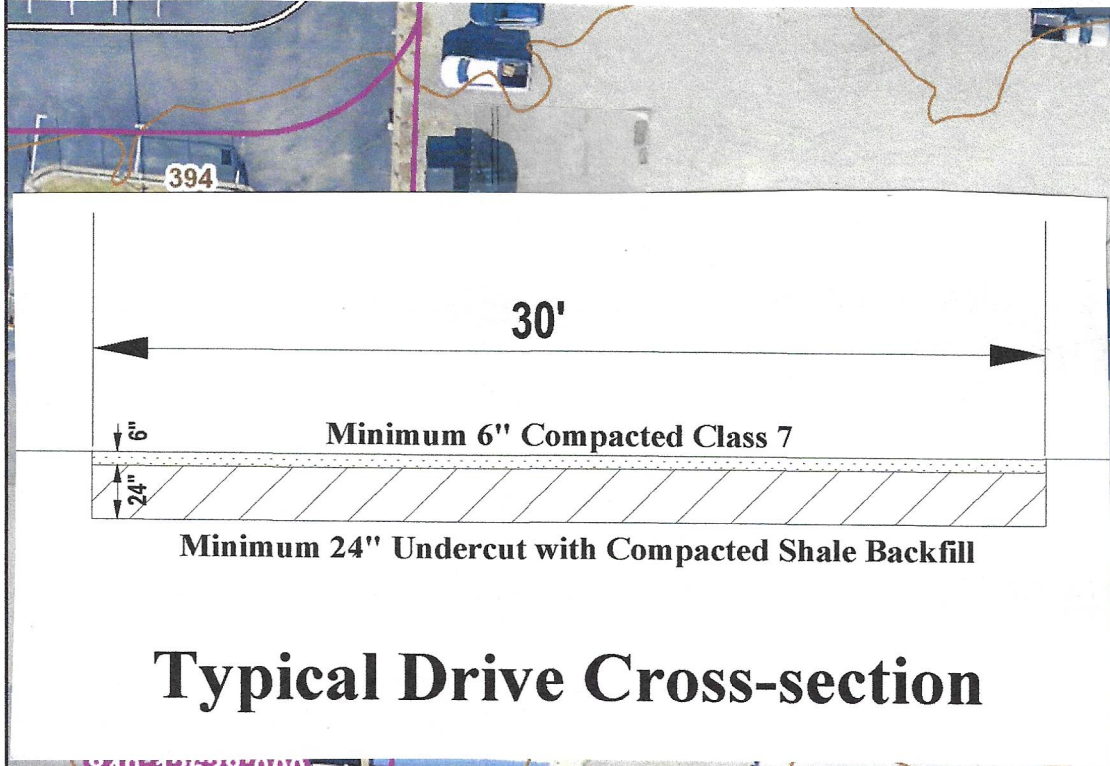 394
30'
6"
Minimum 6" Compacted Class 7
24"
Minimum 24" Undercut with Compacted Shale Backfill
Typical Drive Cross-section